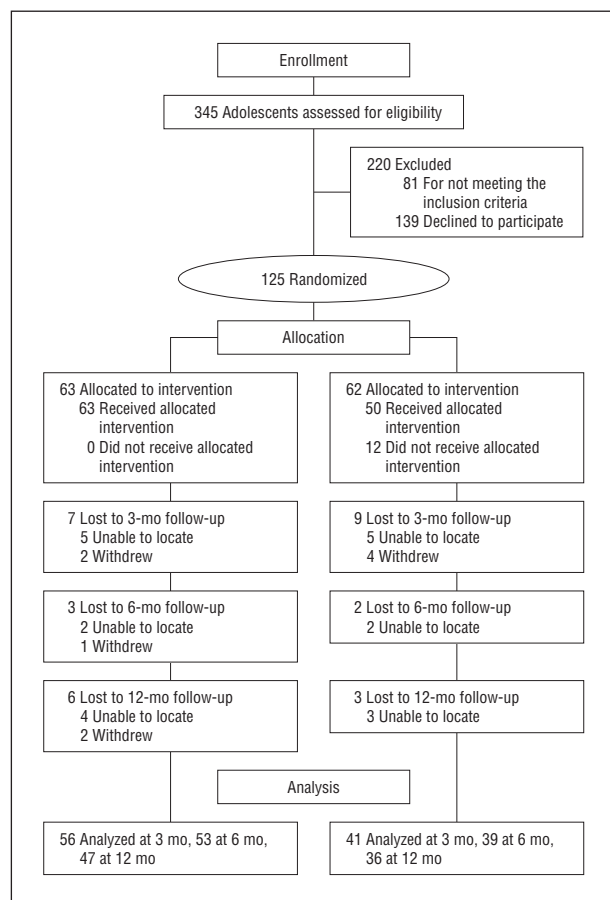 Enrollment
345 Adolescents assessed for eligibility
220 Excluded
81 For not meeting the
inclusion criteria
139 Declined to participate
125 Randomized
Allocation
63 Allocated to intervention
63 Received allocated
intervention
0 Did not receive allocated
intervention
62 Allocated to intervention
50 Received allocated
intervention
12 Did not receive allocated
intervention
7 Lost to 3-mo follow-up
5 Unable to locate
2 Withdrew
9 Lost to 3-mo follow-up
5 Unable to locate
4 Withdrew
3 Lost to 6-mo follow-up
2 Unable to locate
1 Withdrew
2 Lost to 6-mo follow-up
2 Unable to locate
6 Lost to 12-mo follow-up
4 Unable to locate
2 Withdrew
3 Lost to 12-mo follow-up
3 Unable to locate
Analysis
56 Analyzed at 3 mo, 53 at 6 mo,
47 at 12 mo
41 Analyzed at 3 mo, 39 at 6 mo,
36 at 12 mo